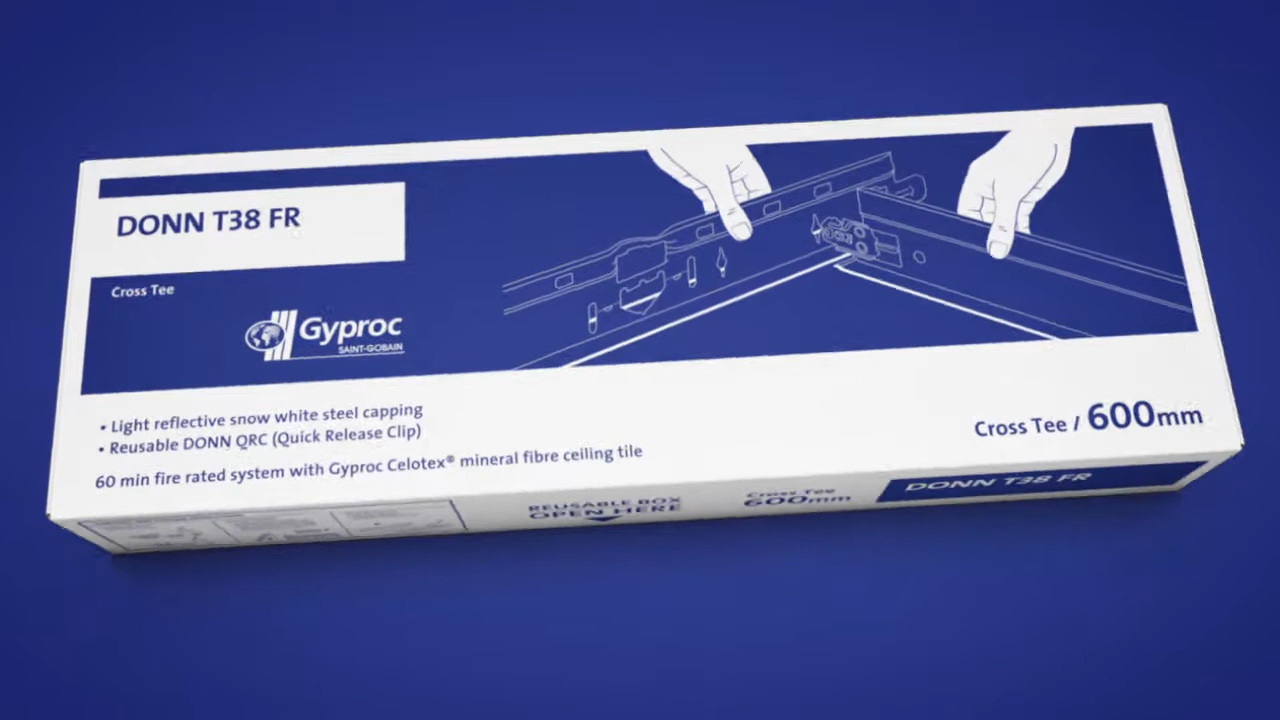 DONN T38 FR
Cross Tee
Gyproc
SAINT-GOBAIN
• Light reflective snow white steel capping
• Reusable DONN QRC (Quick Release Clip)
60 min fire rated system with Gyproc Celotex® mineral fibre ceiling tile
Cross Tee / 600mm
REUSABLE BOX
OPEN HERE
Cross Tee
600mm
DONN T38 FR